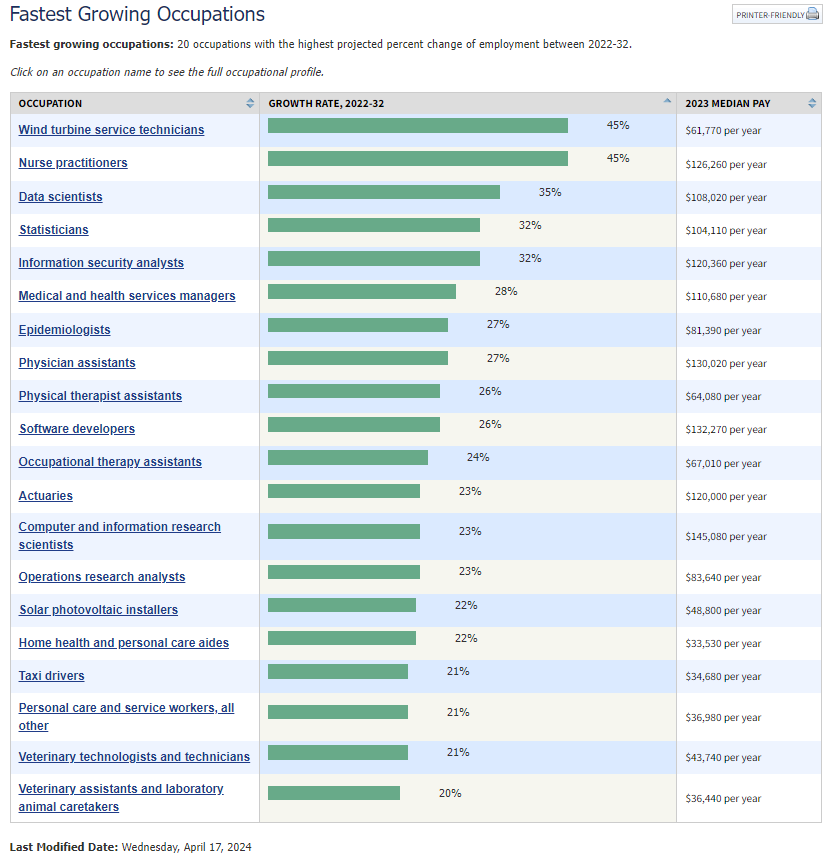 Fastest Growing Occupations
PRINTER-FRIENDLY
Fastest growing occupations: 20 occupations with the highest projected percent change of employment between 2022-32.
Click on an occupation name to see the full occupational profile.
OCCUPATION GROWTH RATE, 2022-32 2023 MEDIAN PAY
Wind turbine service technicians 45% $61,770 per year
Nurse practitioners 45% $126,260 per year
Data scientists 35% $108,020 per year
Statisticians 32% $104,110 per year
Information security analysts 32% $120,360 per year
Medical and health services managers 28% $110,680 per year
Epidemiologists 27% $81,390 per year
Physician assistants 27% $130,020 per year
Physical therapist assistants 26% $64,080 per year
Software developers 26% $132,270 per year
Occupational therapy assistants 24% $67,010 per year
Actuaries 23% $120,000 per year
Computer and information research
scientists 23% $145,080 per year
Operations research analysts 23% $83,640 per year
Solar photovoltaic installers 22% $48,800 per year
Home health and personal care aides 22% $33,530 per year
Taxi drivers 21% $34,680 per year
Personal care and service workers, all
other 21% $36,980 per year
Veterinary technologists and technicians 21% $43,740 per year
Veterinary assistants and laboratory
animal caretakers 20% $36,440 per year
Last Modified Date: Wednesday, April 17, 2024